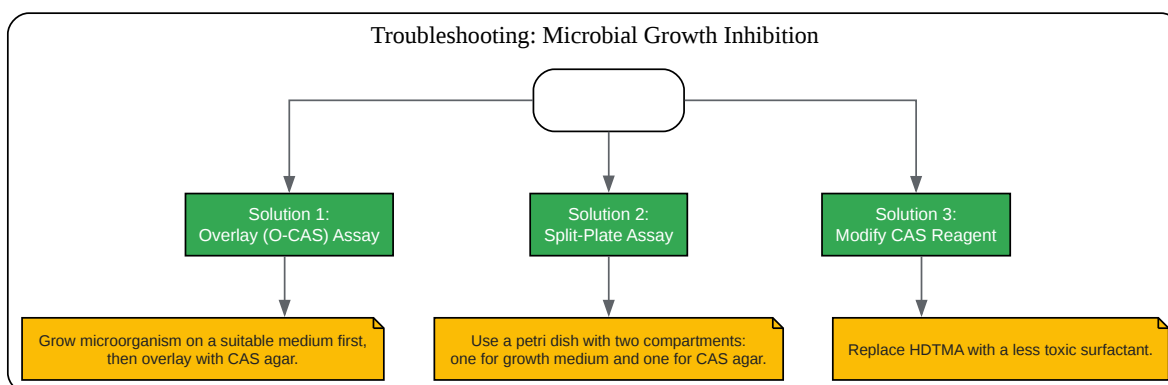 Troubleshooting: Microbial Growth Inhibition
Solution 1:
Overlay (O-CAS) Assay
Solution 2:
Split-Plate Assay
Solution 3:
Modify CAS Reagent
Grow microorganism on a suitable medium first,
then overlay with CAS agar.
Use a petri dish with two compartments:
one for growth medium and one for CAS agar.
Replace HDTMA with a less toxic surfactant.